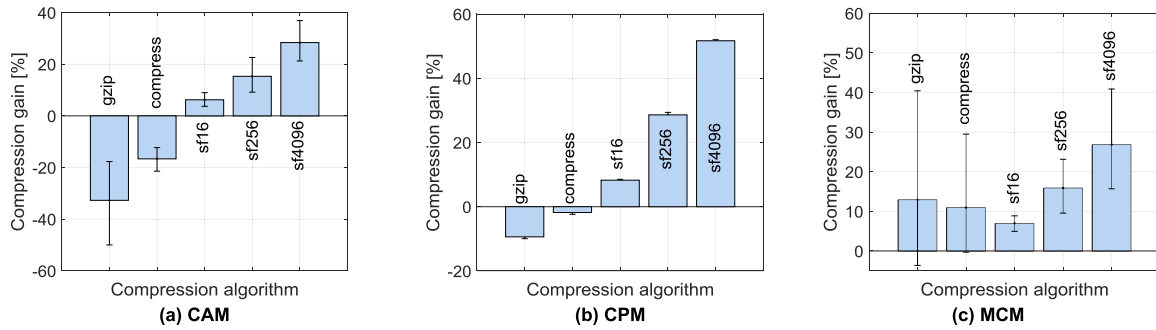 Compression gain [%]
40
20
0
-20
-40
-60
gzip
compress
sf16
sf256
sf4096
Compression algorithm
(a) CAM
Compression gain [%]
60
40
20
0
-20
gzip
compress
sf16
sf256
sf4096
Compression algorithm
(b) CPM
Compression gain [%]
60
50
40
30
20
10
0
gzip
compress
sf16
sf256
sf4096
Compression algorithm
(c) MCM